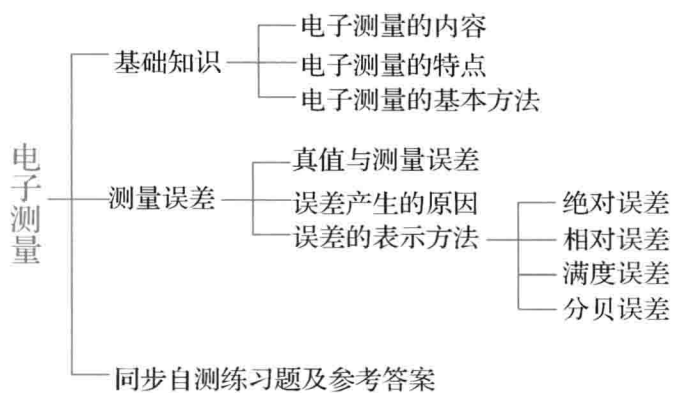 电子测量
基础知识
电子测量的内容
电子测量的特点
电子测量的基本方法
测量误差
真值与测量误差
误差产生的原因
误差的表示方法
绝对误差
相对误差
满度误差
分贝误差
同步自测练习题及参考答案